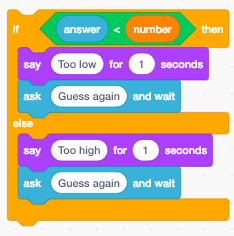 if answer < number then
say Too low for 1 seconds
ask Guess again and wait
else
say Too high for 1 seconds
ask Guess again and wait